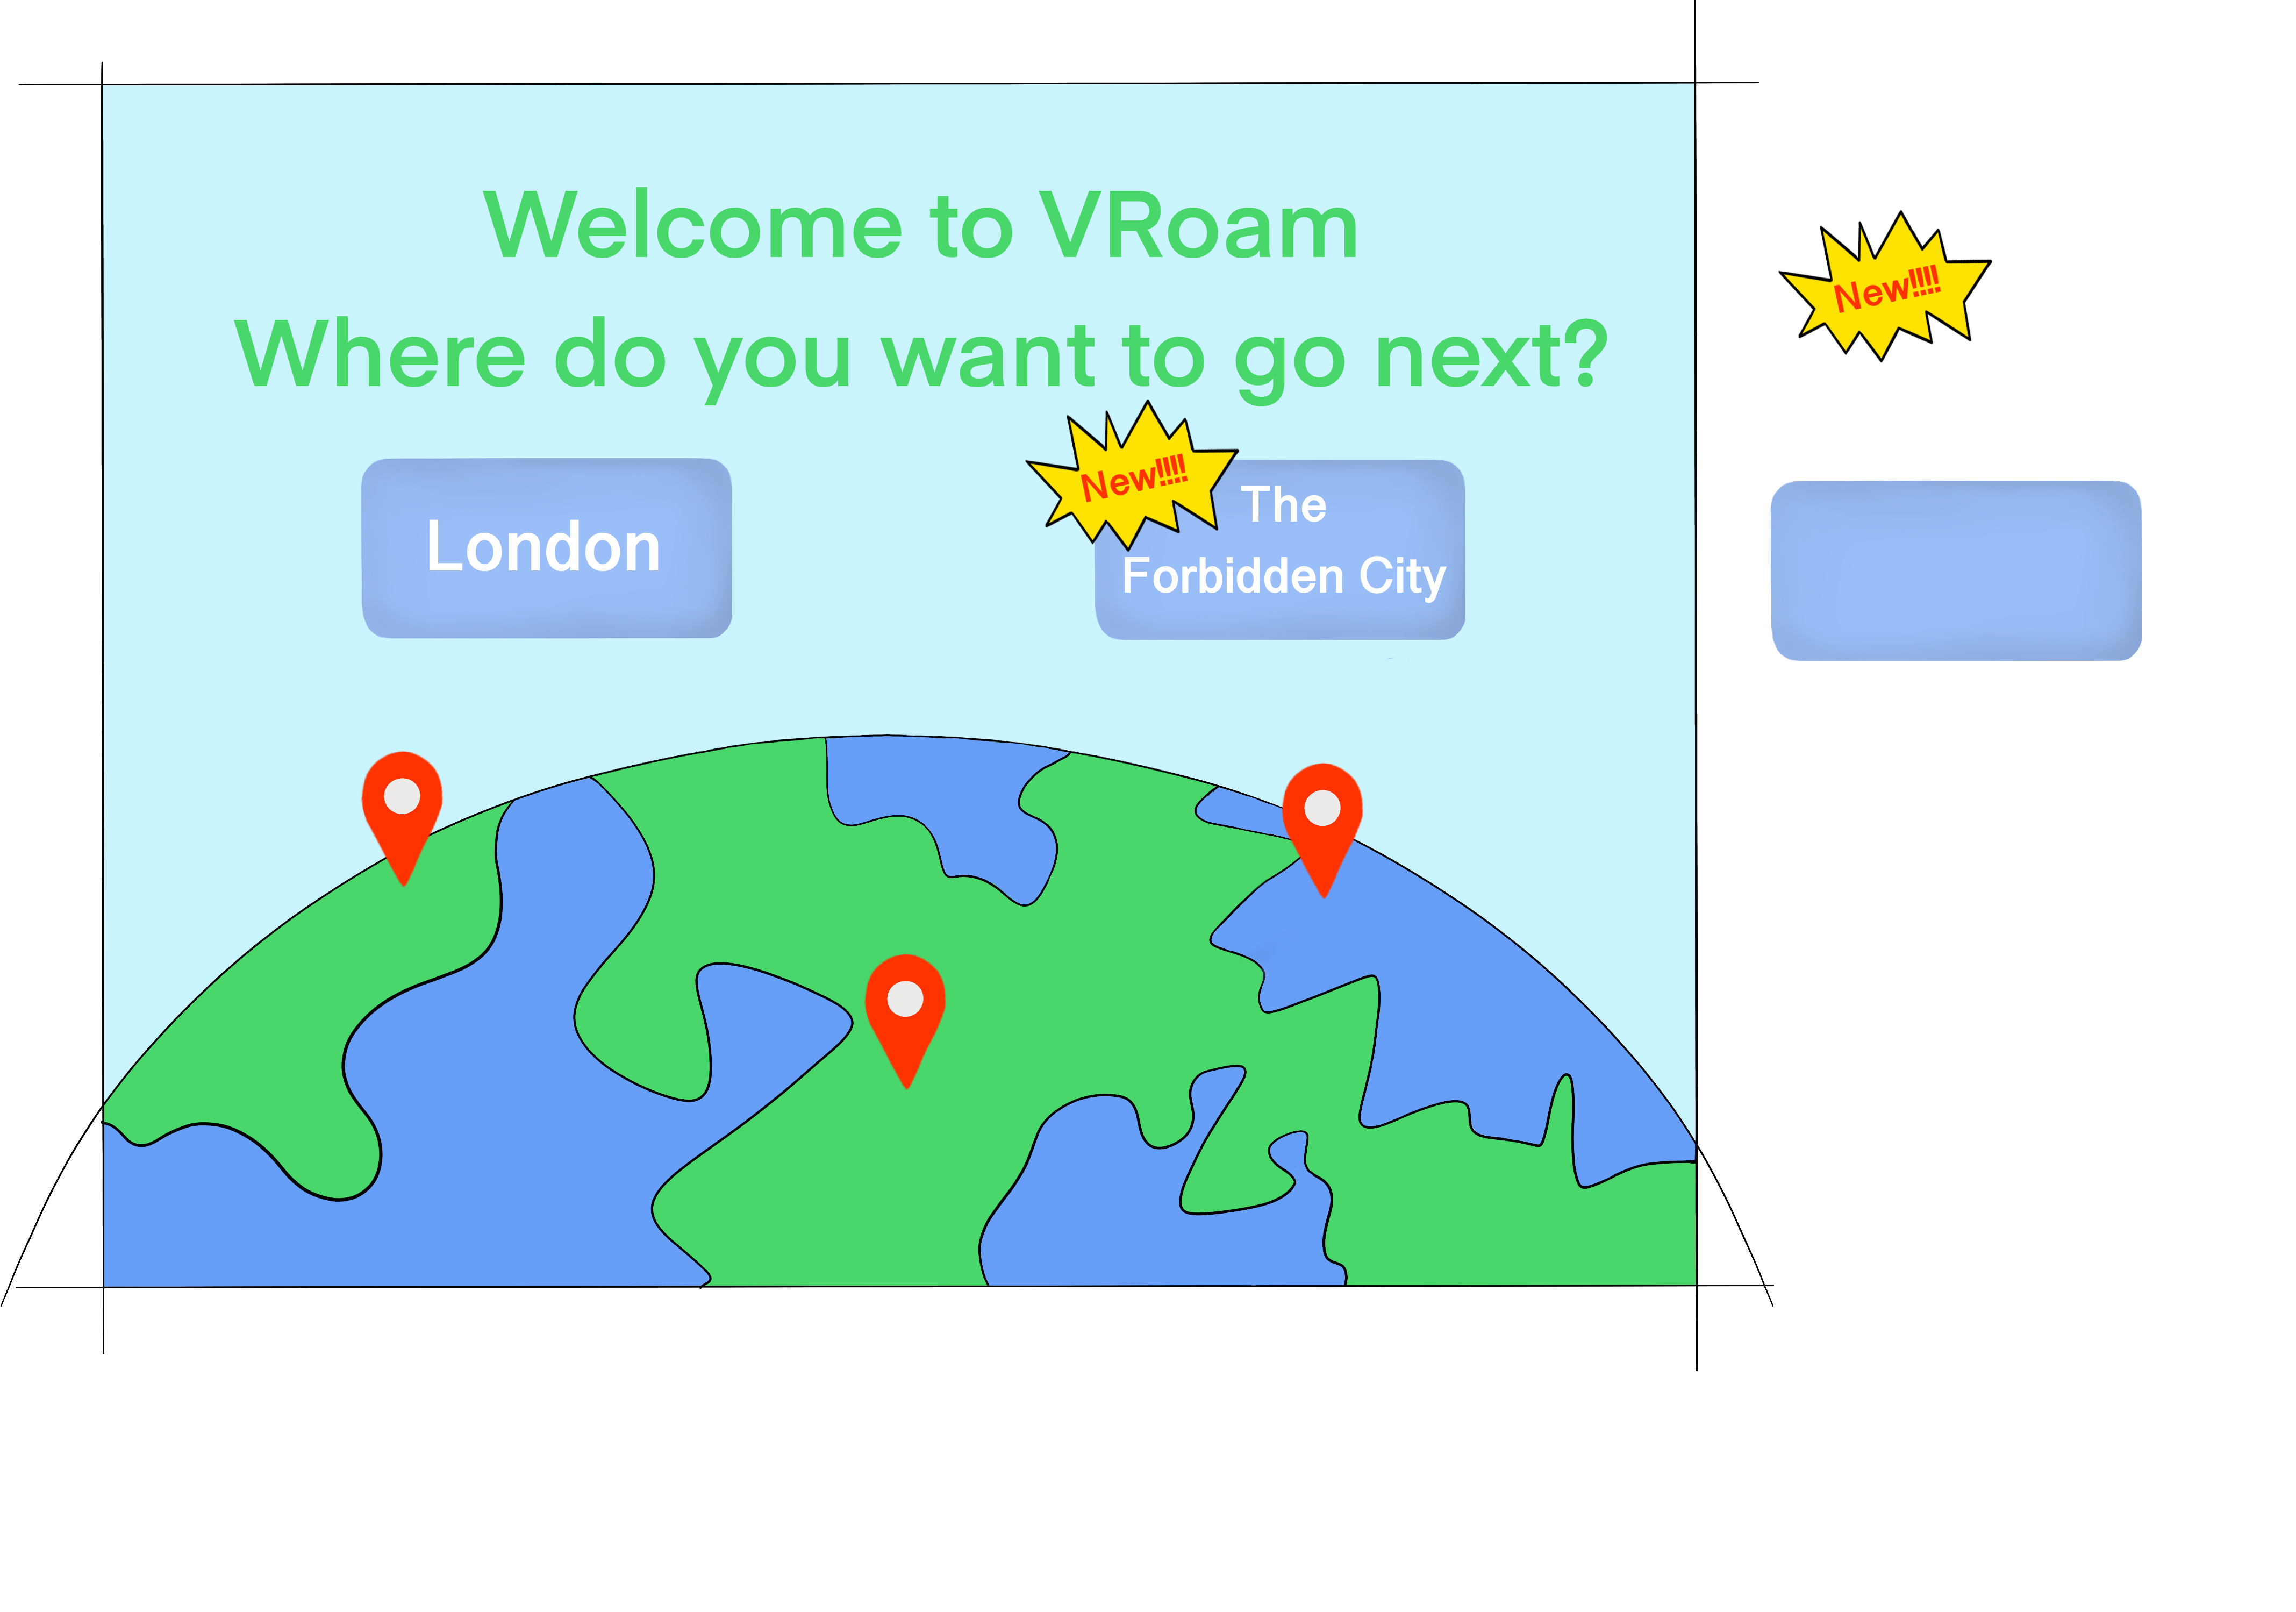 Welcome to VRoam
Where do you want to go next?
New!!!!!
New!!!!!
London
The
Forbidden City